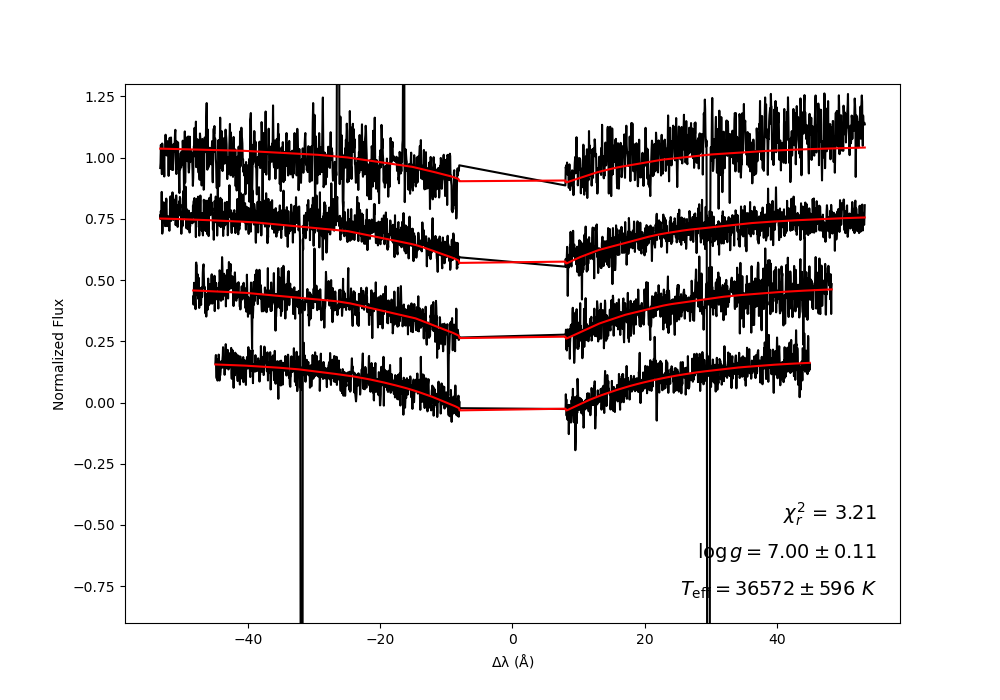 1.25
1.00
0.75
0.50
0.25
0.00
−0.25
−0.50
−0.75
Normalized Flux
χ²ᵣ = 3.21
log g = 7.00 ± 0.11
T_eff = 36572 ± 596 K
−40 −20 0 20 40
Δλ (Å)